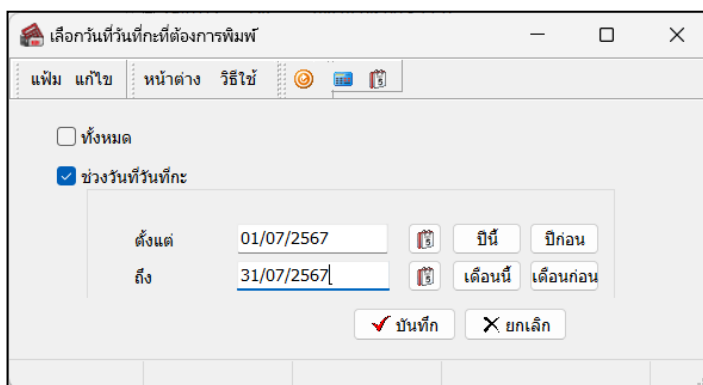 เลือกวันที่วันที่กะที่ต้องการพิมพ์
แฟ้ม แก้ไข หน้าต่าง วิธีใช้
ทั้งหมด
ช่วงวันที่วันที่กะ
ตั้งแต่ 01/07/2567 ปีนี้ ปีก่อน
ถึง 31/07/2567 เดือนนี้ เดือนก่อน
บันทึก ยกเลิก